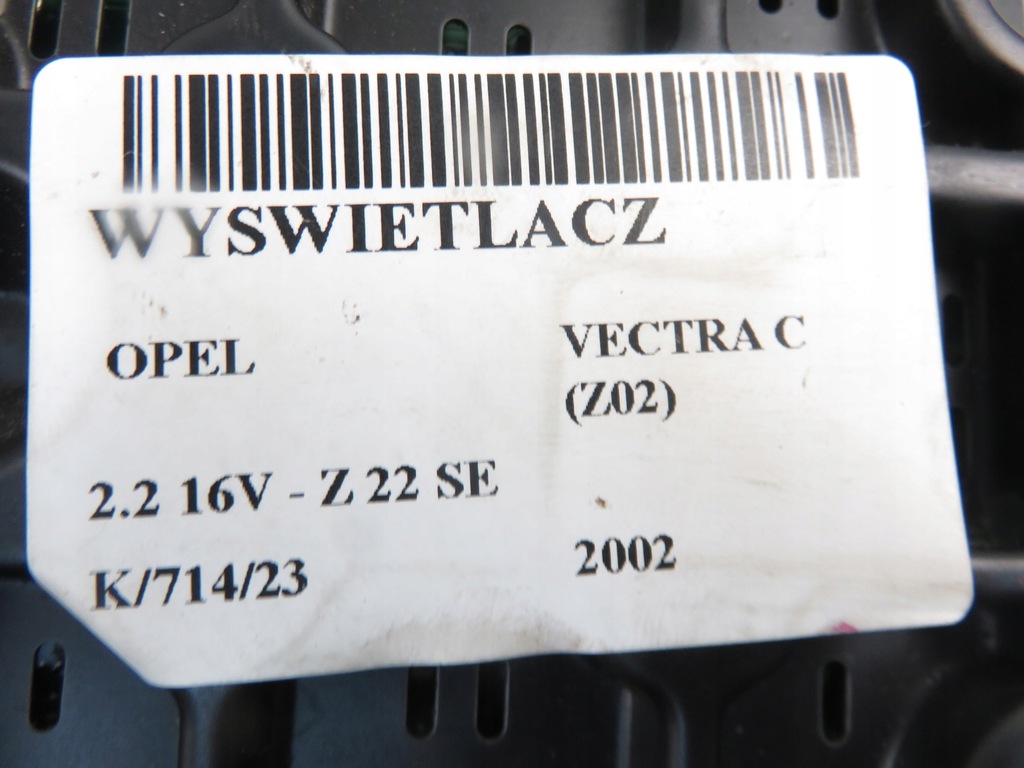 WYSWIETLACZ
OPEL
VECTRA C
(Z02)
2.2 16V - Z 22 SE
K/714/23
2002